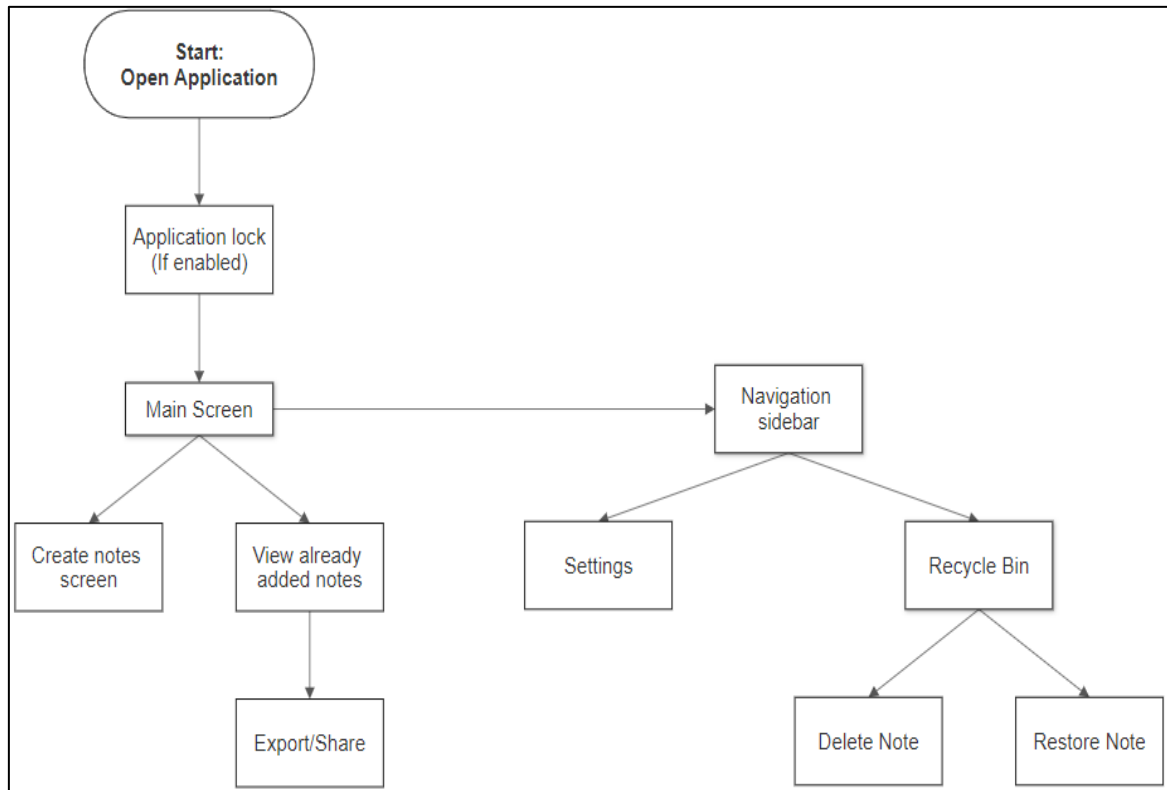 Start:
Open Application
Application lock
(If enabled)
Main Screen
Navigation
sidebar
Create notes
screen
View already
added notes
Settings
Recycle Bin
Export/Share
Delete Note
Restore Note